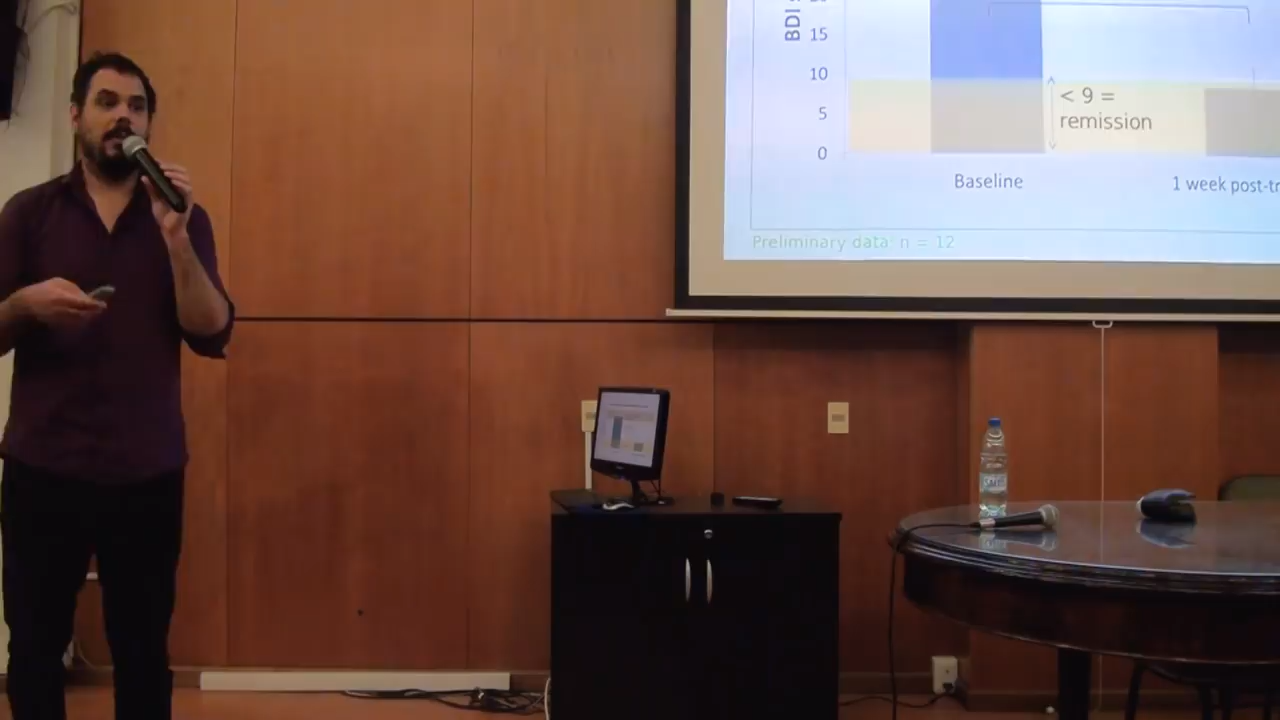 BDI
15
10
5
0
< 9 =
remission
Baseline
1 week post-tr
Preliminary data: n = 12